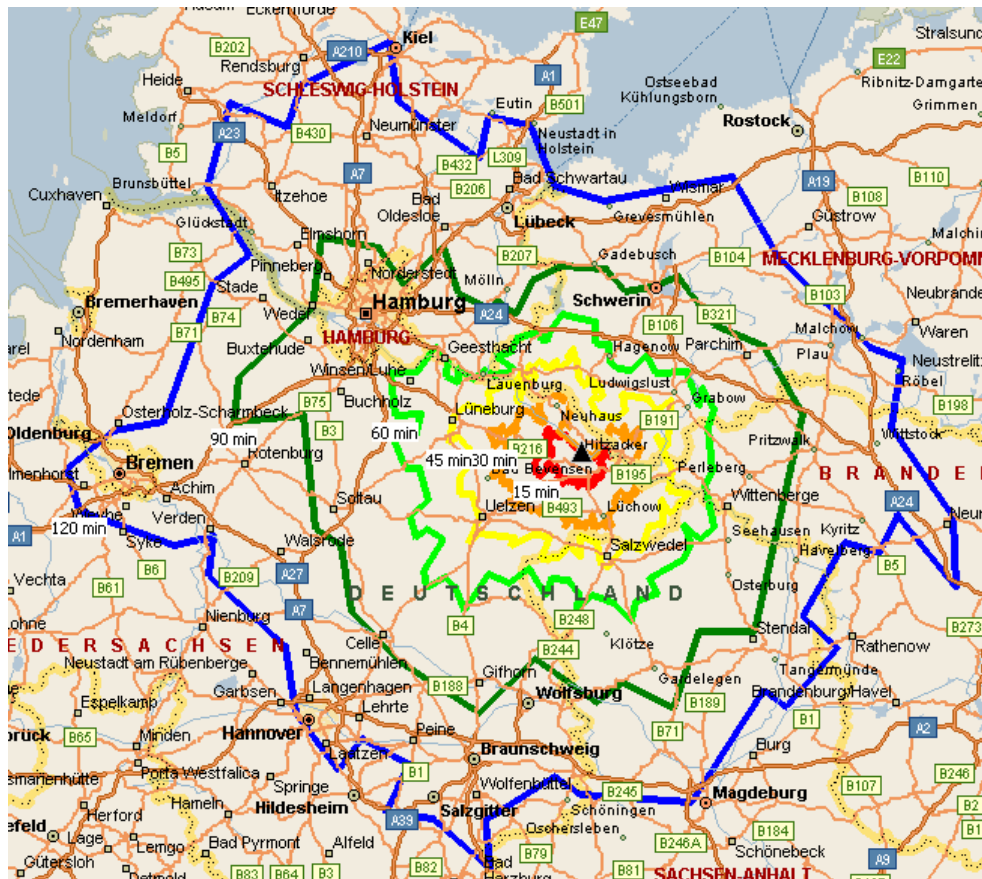 Husum
Eckernförde
E47
Stralsund
B202
A210
Kiel
Rendsburg
A1
E22
Heide
SCHLESWIG-HOLSTEIN
Ostseebad
Kühlungsborn
Ribnitz-Damgarte
Eutin
B501
Grimmen
Meldorf
A23
B430
Neumünster
Neustadt in
Holstein
Rostock
B5
A7
B432
L309
Brunsbüttel
B206
Bad Schwartau
Wismar
A19
B110
Cuxhaven
Itzehoe
Bad
Oldesloe
B108
Glückstadt
Lübeck
Grevesmühlen
Güstrow
Elmshorn
B73
B207
Gadebusch
B104
Malchin
Pinneberg
Norderstedt
MECKLENBURG-VORPOMM
B495
Mölln
Stade
Schwerin
B103
Neubrande
Bremerhaven
Wedel
Hamburg
A24
B321
B74
B106
Malchow
Waren
B71
HAMBURG
Nordenham
Buxtehude
Geesthacht
Hagenow
Parchim
Plau
Neustrelitz
Winsen/Luhe
Lauenburg
Ludwigslust
Röbel
B75
Buchholz
Grabow
B198
Osterholz-Scharmbeck
Lüneburg
Neuhaus
B191
Oldenburg
90 min
B3
60 min
B216
Hitzacker
Pritzwalk
Wittstock
Bremen
Rotenburg
45 min
30 min
Bad Bevensen
B195
Perleberg
BRANDEN
15 min
Achim
Soltau
Uelzen
B493
Lüchow
Wittenberge
A24
120 min
Weyhe
Verden
Seehausen
Kyritz
Neuru
A1
Syke
Walsrode
Salzwedel
Havelberg
B6
B5
Vechta
B61
B209
A27
DEUTSCHLAND
Osterburg
Lohne
Nienburg
A7
B4
B248
B273
EDERSACHSEN
Celle
Klötze
Stendal
Rathenow
Neustadt am Rübenberge
Bennemühlen
B244
Tangermünde
Garbsen
Langenhagen
B188
Gifhorn
Gardelegen
Brandenburg/Havel
Espelkamp
Lehrte
Wolfsburg
B189
B1
B65
Minden
Hannover
Peine
B71
A2
Laatzen
Braunschweig
Burg
Porta Westfalica
B1
Springe
Wolfenbüttel
B245
B107
B246
Hameln
Hildesheim
Salzgitter
Magdeburg
Herford
A39
Schöningen
Oschersleben
B184
Lage
Lemgo
Bad Pyrmont
Alfeld
B246A
Schönebeck
Gütersloh
B82
Bad
Harzburg
B79
B81
A9
Detmold
B83
B64
B3
SACHSEN-ANHALT